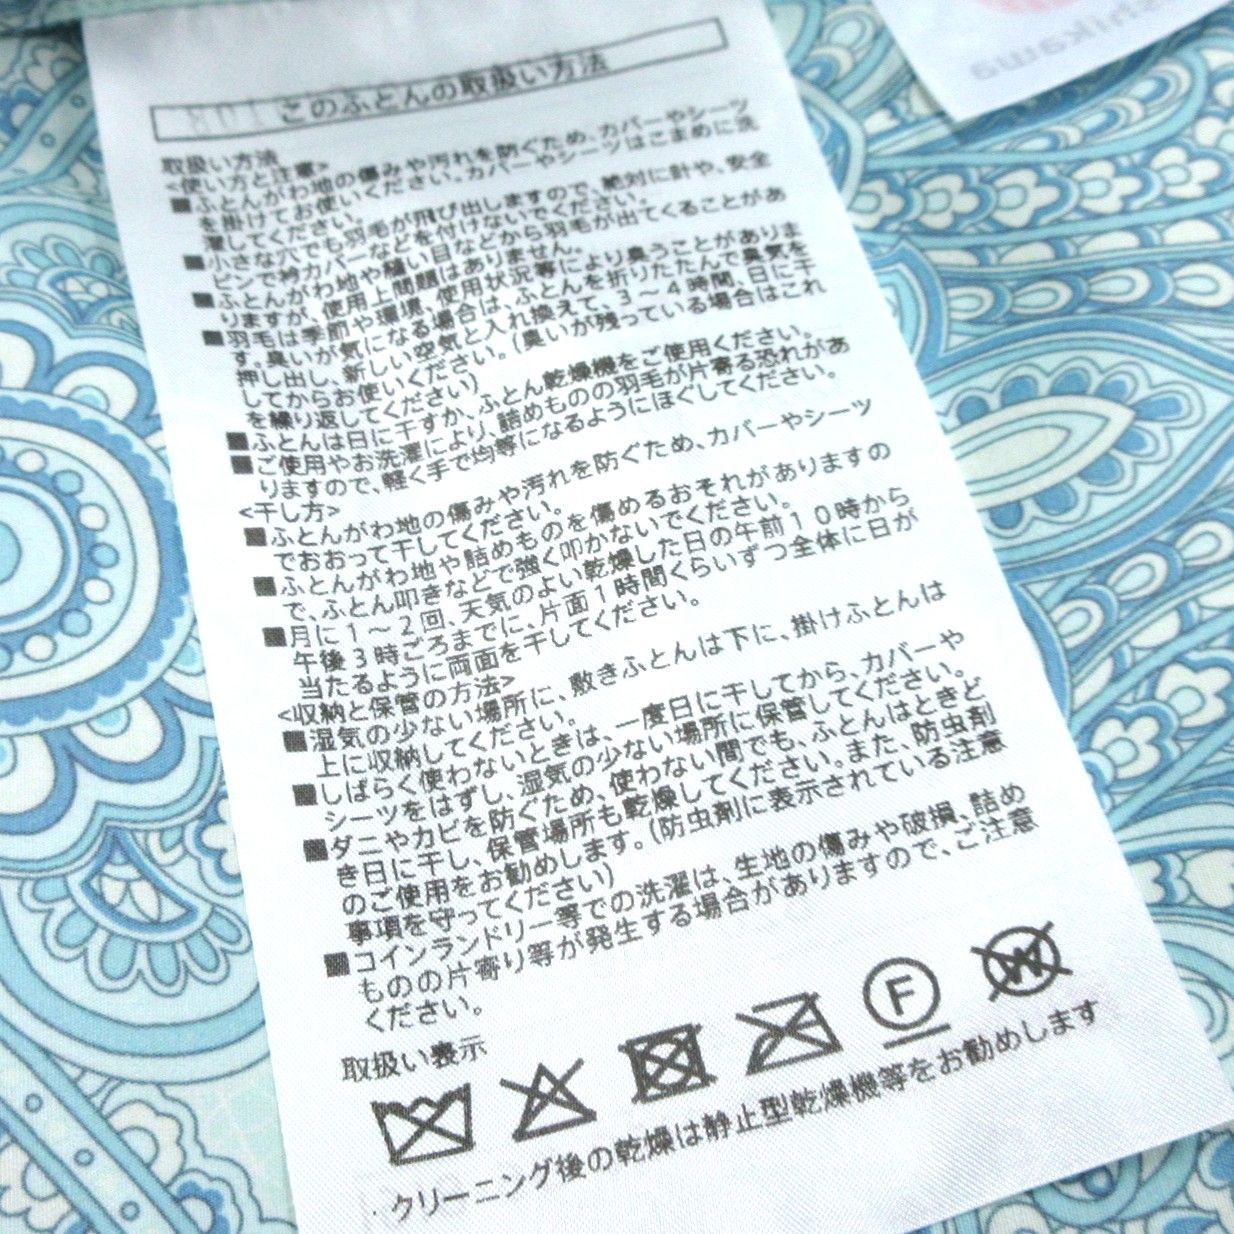 このふとんの取扱い方法
取扱い方法
<使い方と注意>
■ふとんがわ地の傷みや汚れを防ぐため、カバーやシーツ
を掛けてお使いください。カバーやシーツはこまめに洗
濯してください。
■小さな穴でも羽毛が飛び出しますので、絶対に針や、安全
ピンで衿カバーなどを付けないでください。
■ふとんがわ地や縫い目などから羽毛が出てくることがあ
りますが、使用上問題はありません。
■羽毛は季節や環境、使用状況等により臭うことがありま
す。臭いが気になる場合は、ふとんを折りたたんで臭気を
押し出し、新しい空気と入れ換えて、3〜4時間、日に干
してからお使いください。(臭いが残っている場合はこれ
を繰り返してください)
■ふとんは日に干すか、ふとん乾燥機をご使用ください。
■ご使用やお洗濯により、詰めものの羽毛が片寄る恐れがあ
りますので、軽く手で均等になるようにほぐしてください。
<干し方>
■ふとんがわ地の傷みや汚れを防ぐため、カバーやシーツ
でおおって干してください。
■ふとんがわ地や詰めものを傷めるおそれがありますの
で、ふとん叩きなどで強く叩かないでください。
■月に1〜2回、天気のよい乾燥した日の午前10時から
午後3時ごろまでに、片面1時間くらいずつ全体に日が
当たるように両面を干してください。
<収納と保管の方法>
■湿気の少ない場所に、敷きふとんは下に、掛けふとんは
上に収納してください。
■しばらく使わないときは、一度日に干してから、カバーや
シーツをはずし、湿気の少ない場所に保管してください。
■ダニやカビを防ぐため、使わない間でも、ふとんはときど
き日に干し、保管場所も乾燥してください。また、防虫剤
のご使用をお勧めします。(防虫剤に表示されている注意
事項を守ってください)
■コインランドリー等での洗濯は、生地の傷みや破損、詰め
ものの片寄り等が発生する場合がありますので、ご注意
ください。
取扱い表示
F W
・クリーニング後の乾燥は静止型乾燥機等をお勧めします